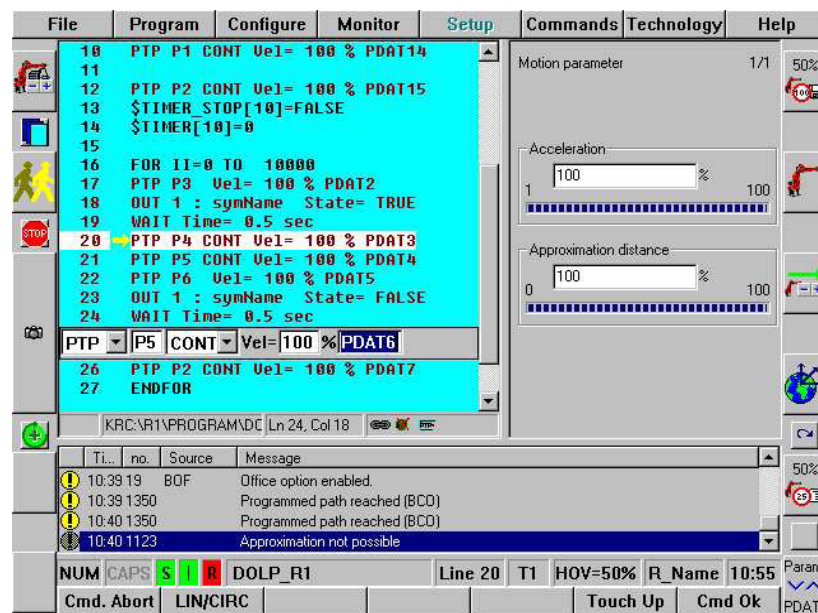 File Program Configure Monitor Setup Commands Technology Help
10 PTP P1 CONT Vel= 100 % PDAT14
11
12 PTP P2 CONT Vel= 100 % PDAT15
13 $TIMER_STOP[10]=FALSE
14 $TIMER[10]=0
15
16 FOR II=0 TO 10000
17 PTP P3 Vel= 100 % PDAT2
18 OUT 1 : symName State= TRUE
19 WAIT Time= 0.5 sec
20 PTP P4 CONT Vel= 100 % PDAT3
21 PTP P5 CONT Vel= 100 % PDAT4
22 PTP P6 Vel= 100 % PDAT5
23 OUT 1 : symName State= FALSE
24 WAIT Time= 0.5 sec
PTP P5 CONT Vel= 100 % PDAT6
26 PTP P2 CONT Vel= 100 % PDAT7
27 ENDFOR
KRC:\R1\PROGRAM\DO Ln 24, Col 18
Motion parameter 1/1
Acceleration
100 %
1 100
Approximation distance
100 %
0 100
STOP
50%
100
Ti... no. Source Message
10:39 19 BOF Office option enabled.
10:39 1350 Programmed path reached (BCO)
10:40 1350 Programmed path reached (BCO)
10:40 1123 Approximation not possible
50%
25
NUM CAPS S I R DOLP_R1 Line 20 T1 HOV=50% R_Name 10:55
Cmd. Abort LIN/CIRC Touch Up Cmd Ok
Param
PDAT